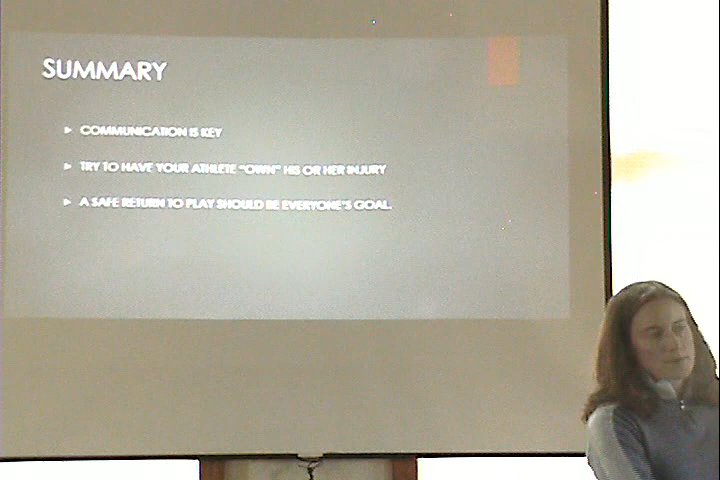 SUMMARY
COMMUNICATION IS KEY
TRY TO HAVE YOUR ATHLETE "OWN" HIS OR HER INJURY
A SAFE RETURN TO PLAY SHOULD BE EVERYONE'S GOAL.